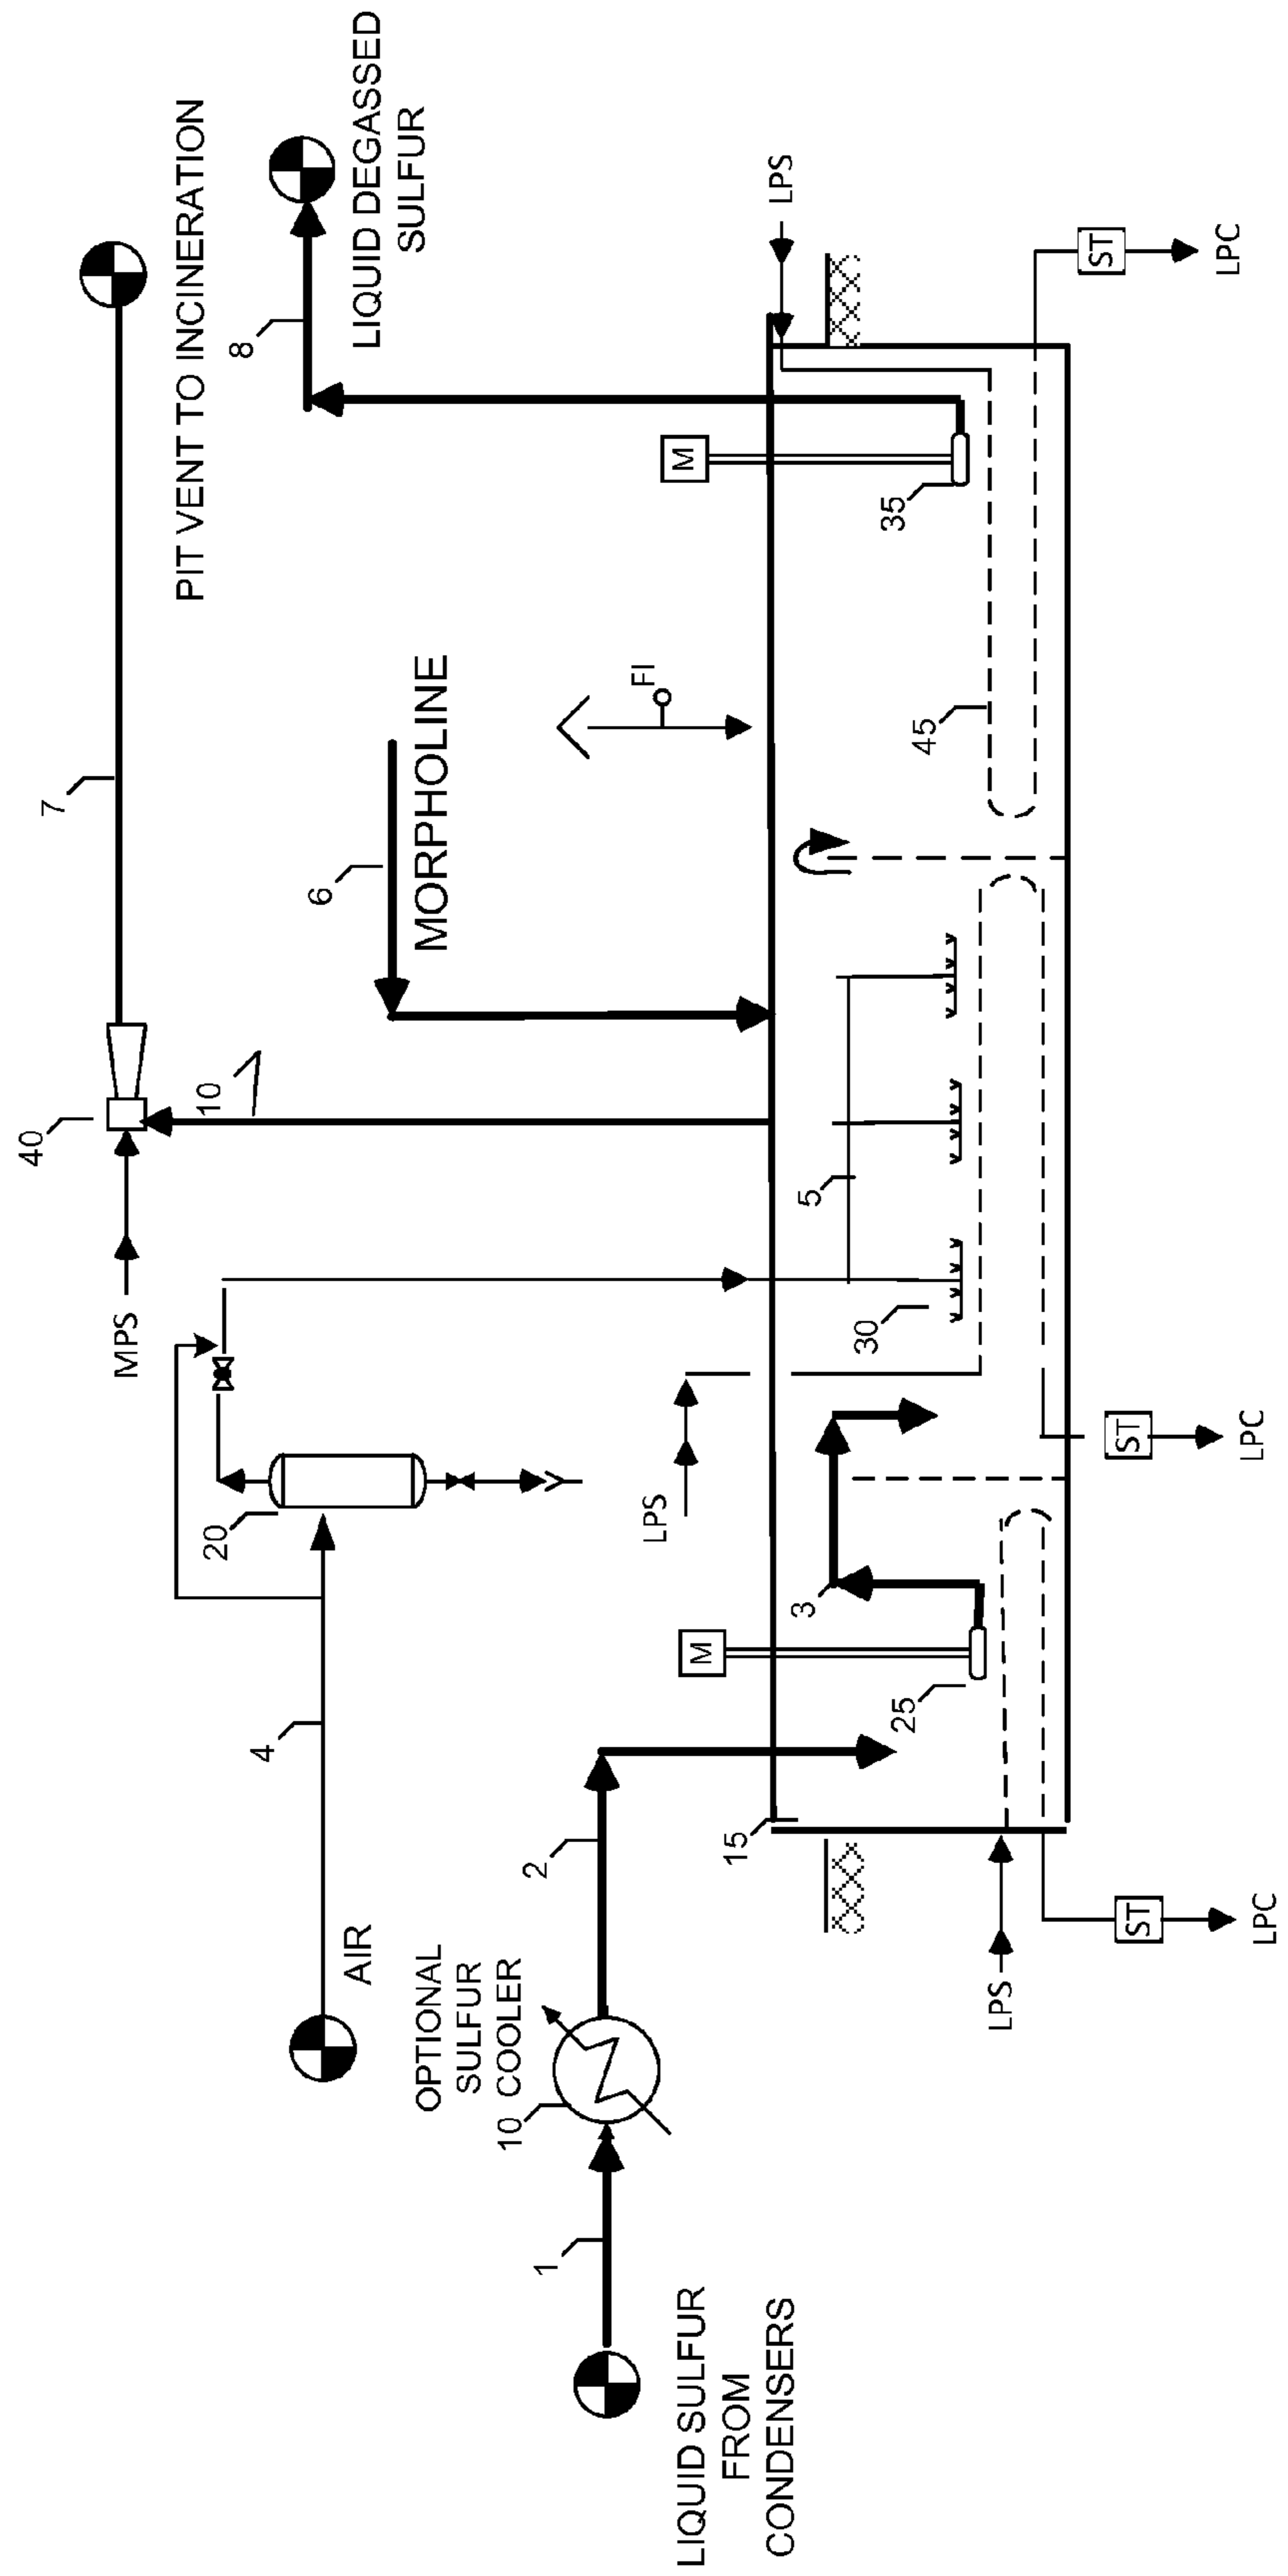 7
PIT VENT TO INCINERATION
8
LIQUID DEGASSED
SULFUR
40
MPS
10
6
MORPHOLINE
FI
LPS
4
AIR
20
OPTIONAL
SULFUR
COOLER
10
1
LIQUID SULFUR
FROM
CONDENSERS
2
15
M
25
3
LPS
30
5
M
35
45
LPS
ST
LPC
ST
LPC
ST
LPC